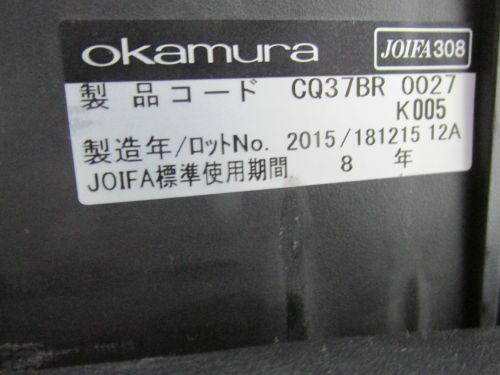 okamura JOIFA308
製品コード CQ37BR 0027
K005
製造年/ロットNo. 2015/181215 12A
JOIFA標準使用期間 8 年